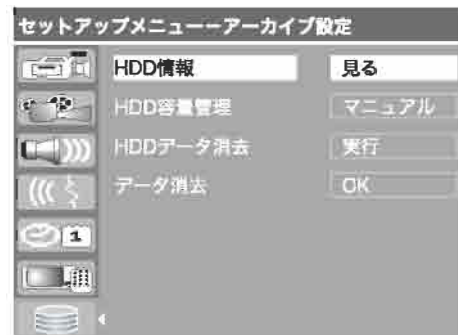 セットアップメニューーアーカイブ設定
HDD情報 見る
HDD容量管理 マニュアル
HDDデータ消去 実行
データ消去 OK
1